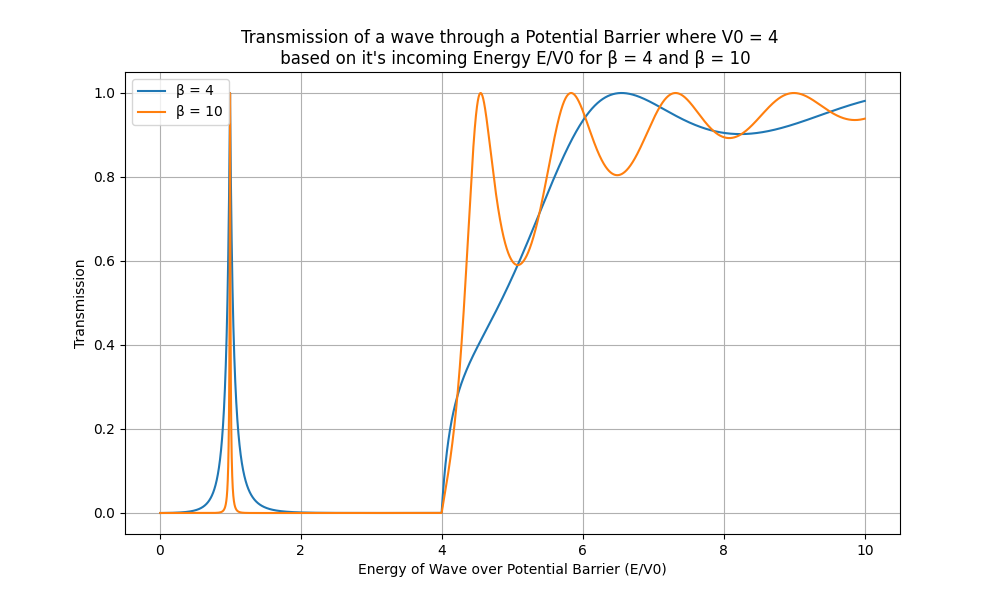 Transmission of a wave through a Potential Barrier where V0 = 4
based on it's incoming Energy E/V0 for β = 4 and β = 10
β = 4
β = 10
Transmission
1.0
0.8
0.6
0.4
0.2
0.0
0 2 4 6 8 10
Energy of Wave over Potential Barrier (E/V0)